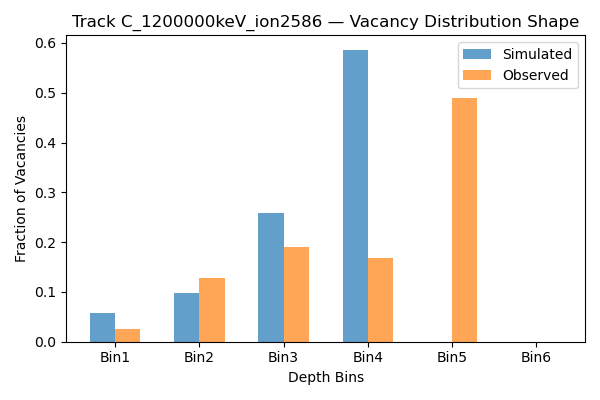 Track C_1200000keV_ion2586 — Vacancy Distribution Shape
Simulated
Observed
Fraction of Vacancies
0.6
0.5
0.4
0.3
0.2
0.1
0.0
Bin1 Bin2 Bin3 Bin4 Bin5 Bin6
Depth Bins